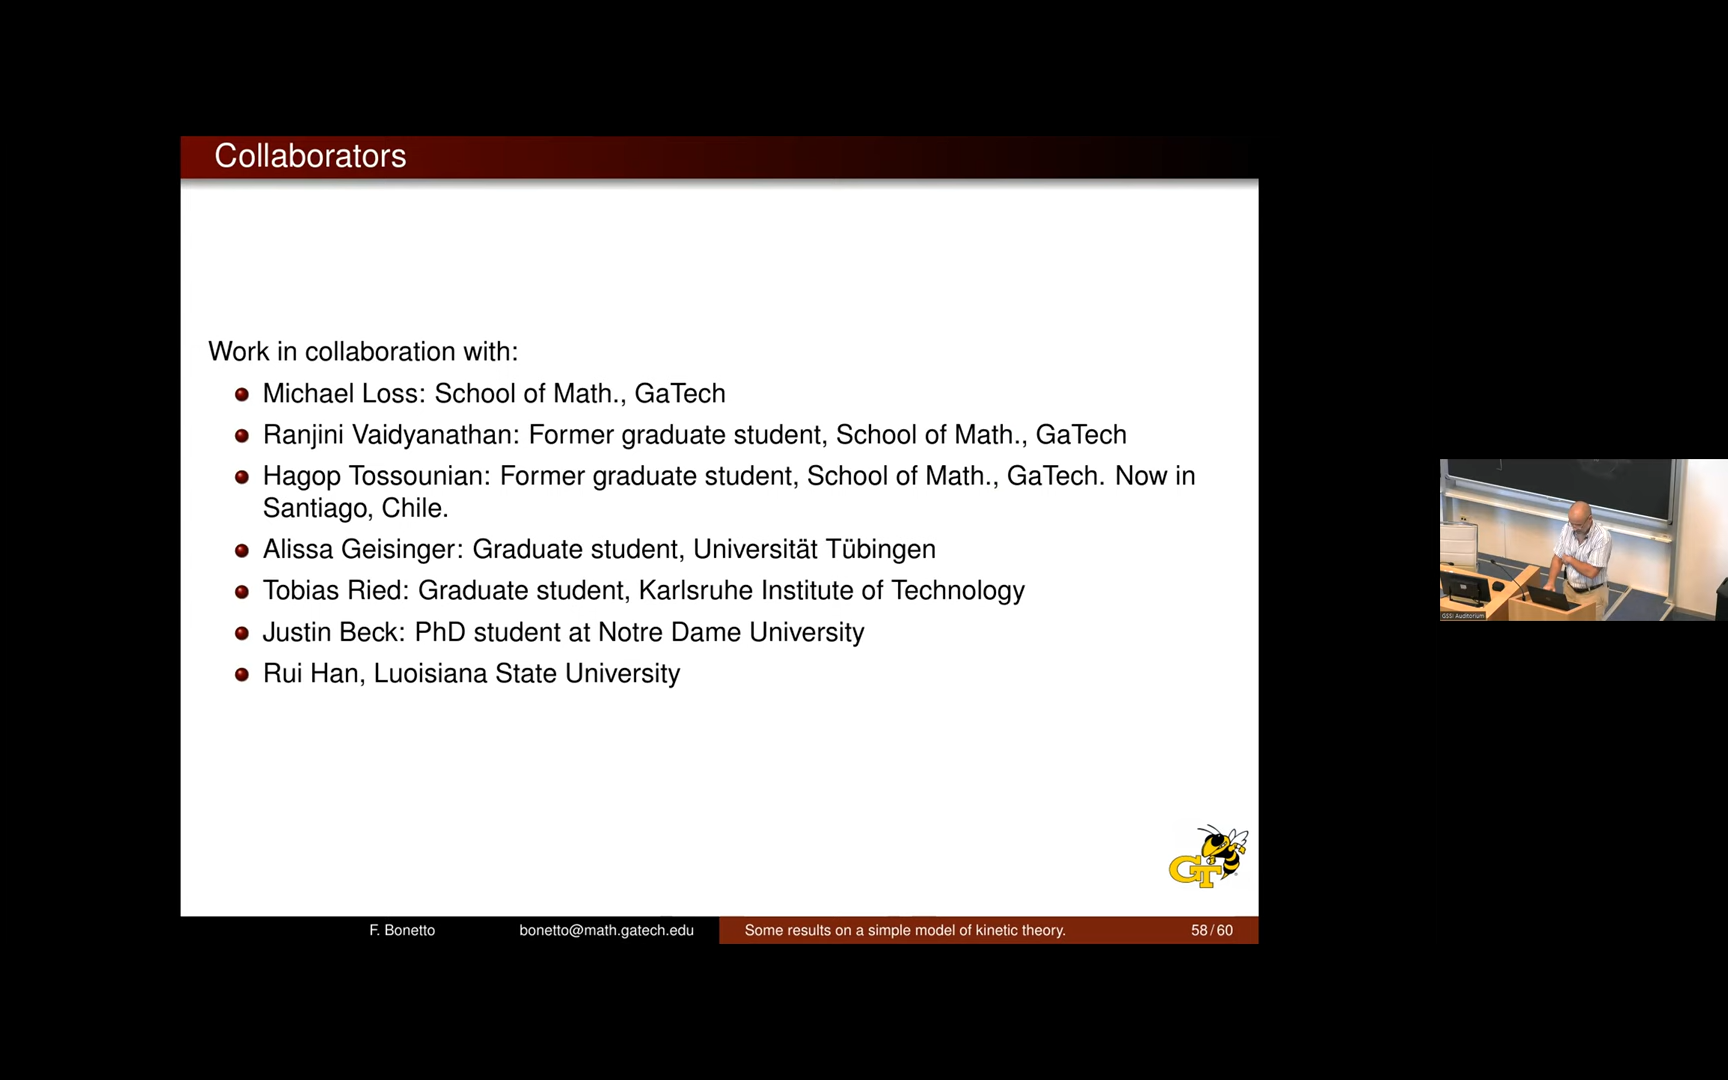 Collaborators
Work in collaboration with:
Michael Loss: School of Math., GaTech
Ranjini Vaidyanathan: Former graduate student, School of Math., GaTech
Hagop Tossounian: Former graduate student, School of Math., GaTech. Now in
Santiago, Chile.
Alissa Geisinger: Graduate student, Universität Tübingen
Tobias Ried: Graduate student, Karlsruhe Institute of Technology
Justin Beck: PhD student at Notre Dame University
Rui Han, Luoisiana State University
GT
F. Bonetto bonetto@math.gatech.edu Some results on a simple model of kinetic theory. 58/60
GSSI Auditorium